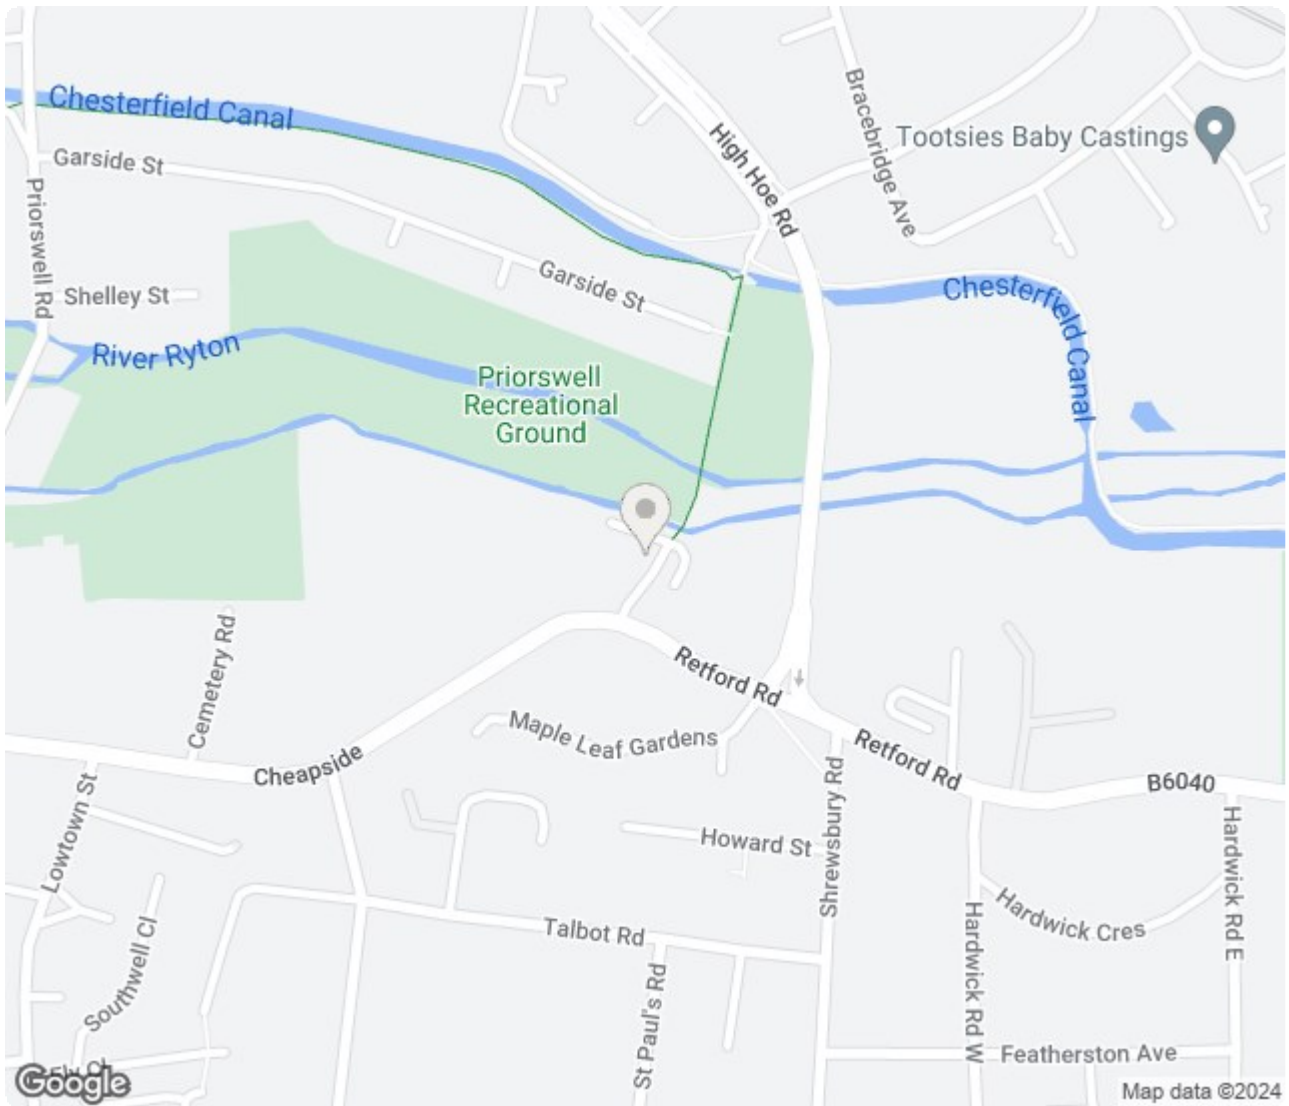 Chesterfield Canal
Garside St
Priorswell Rd
Shelley St
River Ryton
Garside St
High Hoe Rd
Bracebridge Ave
Tootsies Baby Castings
Chesterfield Canal
Priorswell
Recreational
Ground
Cemetery Rd
Retford Rd
Maple Leaf Gardens
Cheapside
Retford Rd
B6040
Lowtown St
Howard St
Shrewsbury Rd
Hardwick Rd E
Hardwick Cres
Hardwick Rd W
Talbot Rd
Southwell Cl
St Paul's Rd
Featherston Ave
Ely Cl
Google
Map data ©2024